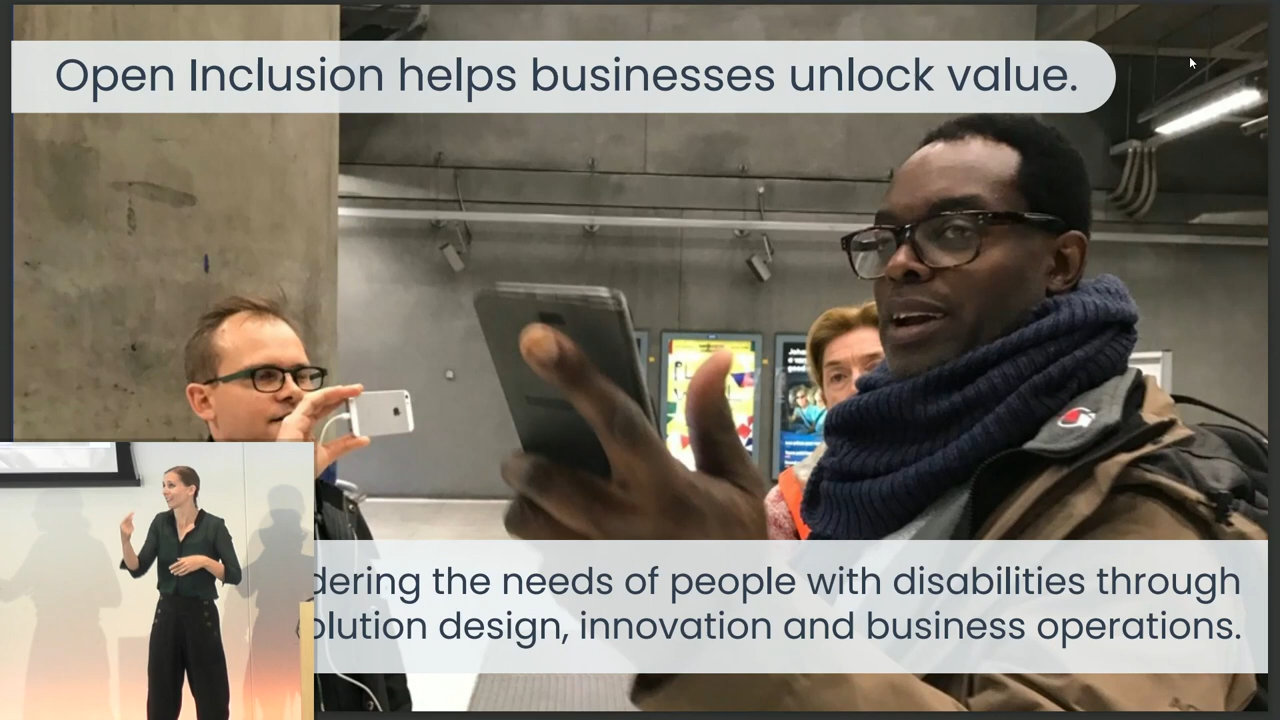 Open Inclusion helps businesses unlock value.
dering the needs of people with disabilities through
olution design, innovation and business operations.